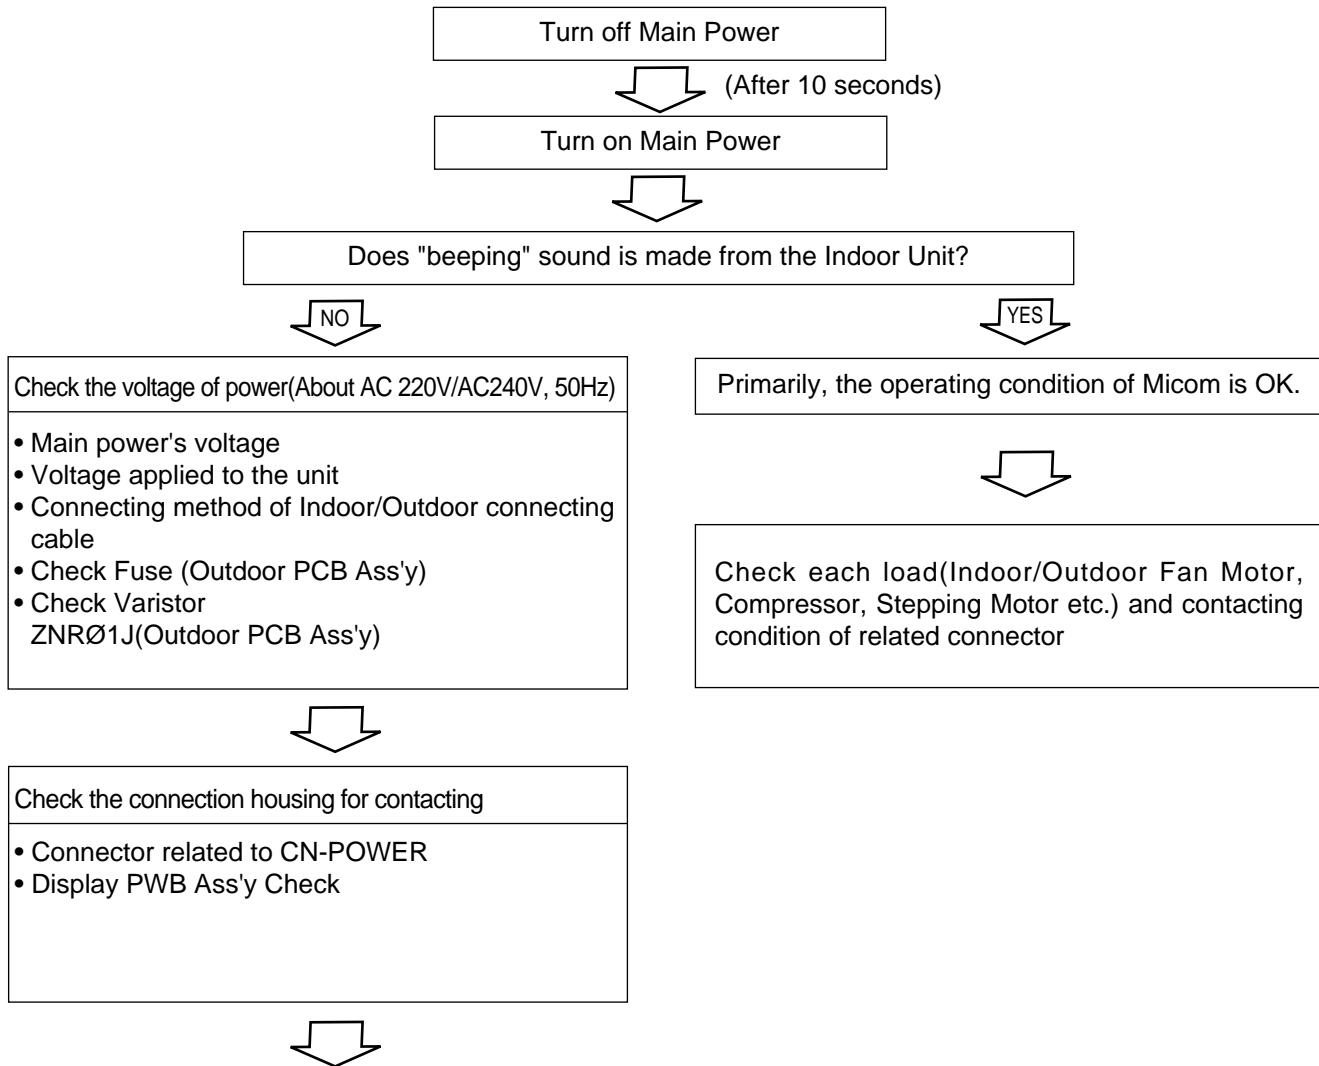 Turn off Main Power
(After 10 seconds)
Turn on Main Power
Does "beeping" sound is made from the Indoor Unit?
NO
YES
Check the voltage of power(About AC 220V/AC240V, 50Hz)
• Main power's voltage
• Voltage applied to the unit
• Connecting method of Indoor/Outdoor connecting
cable
• Check Fuse (Outdoor PCB Ass'y)
• Check Varistor
ZNRØ1J(Outdoor PCB Ass'y)
Primarily, the operating condition of Micom is OK.
Check each load(Indoor/Outdoor Fan Motor,
Compressor, Stepping Motor etc.) and contacting
condition of related connector
Check the connection housing for contacting
• Connector related to CN-POWER
• Display PWB Ass'y Check